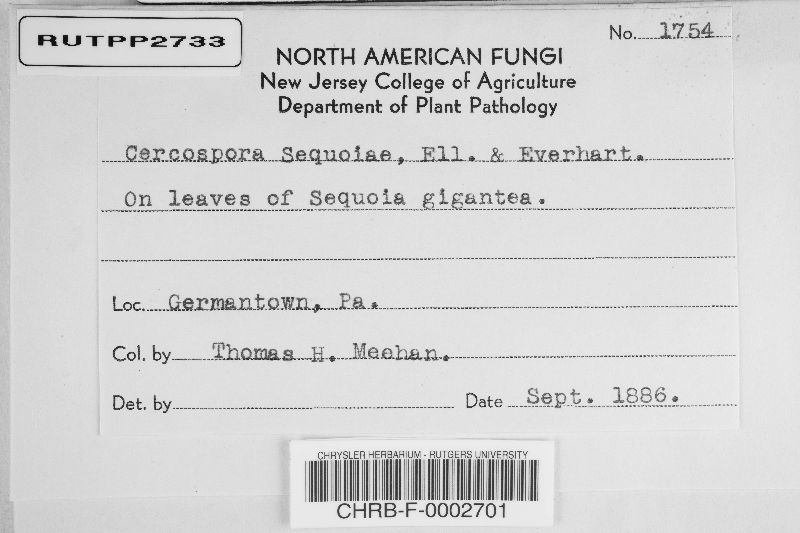 RUTPP2733
No. 1754
NORTH AMERICAN FUNGI
New Jersey College of Agriculture
Department of Plant Pathology
Cercospora Sequoiae, Ell. & Everhart.
On leaves of Sequoia gigantea.
Loc. Germantown, Pa.
Col. by Thomas H. Meehan.
Det. by Date Sept. 1886.
CHRYSLER HERBARIUM - RUTGERS UNIVERSITY
CHRB-F-0002701